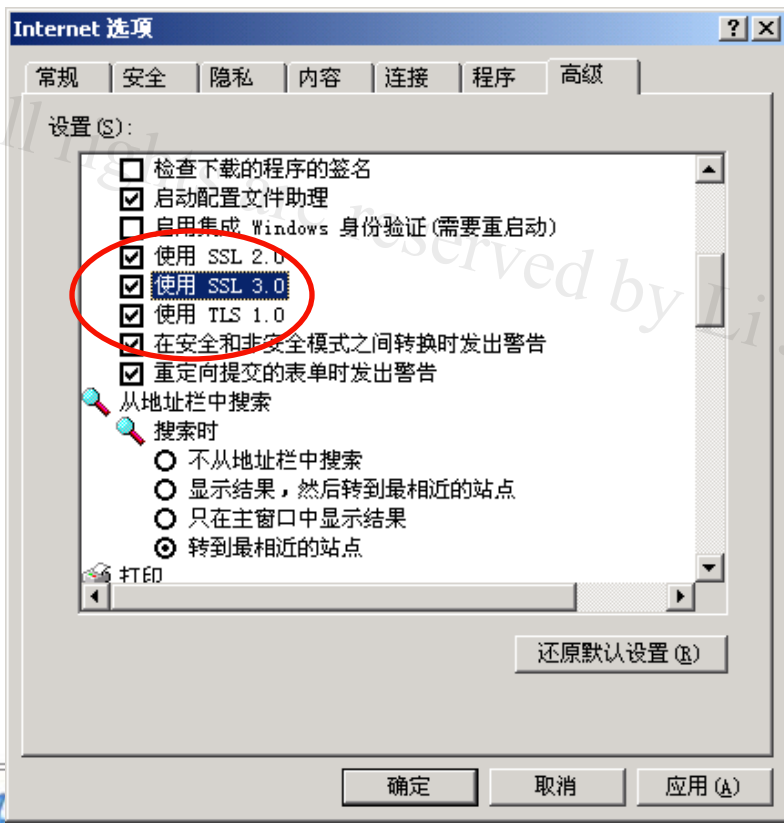 Internet 选项
常规 安全 隐私 内容 连接 程序 高级
设置(S):
检查下载的程序的签名
启动配置文件助理
启用集成 Windows 身份验证(需要重启动)
使用 SSL 2.0
使用 SSL 3.0
使用 TLS 1.0
在安全和非安全模式之间转换时发出警告
重定向提交的表单时发出警告
从地址栏中搜索
搜索时
不从地址栏中搜索
显示结果，然后转到最相近的站点
只在主窗口中显示结果
转到最相近的站点
打印
还原默认设置(R)
确定 取消 应用(A)
ll rights are reserved by Li